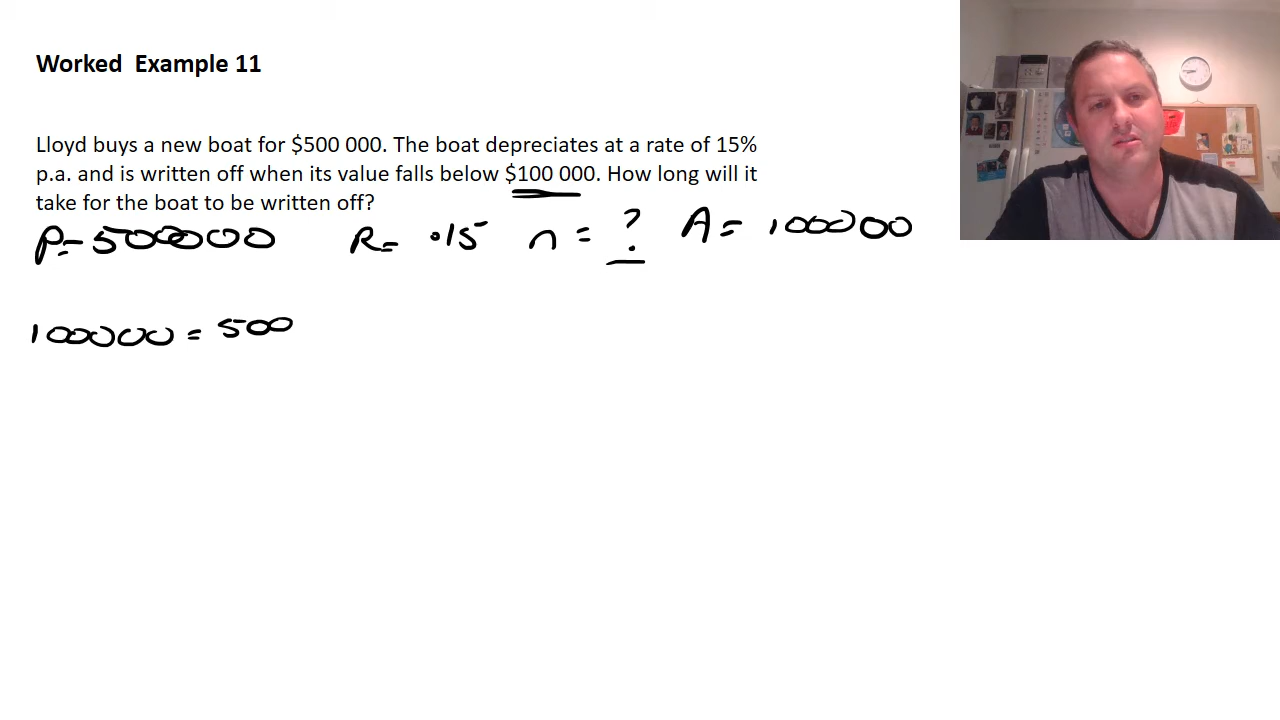 Worked Example 11
Lloyd buys a new boat for $500 000. The boat depreciates at a rate of 15%
p.a. and is written off when its value falls below $100 000. How long will it
take for the boat to be written off?
P= 500000 R= .15 n = ? A= 100000
100000 = 500